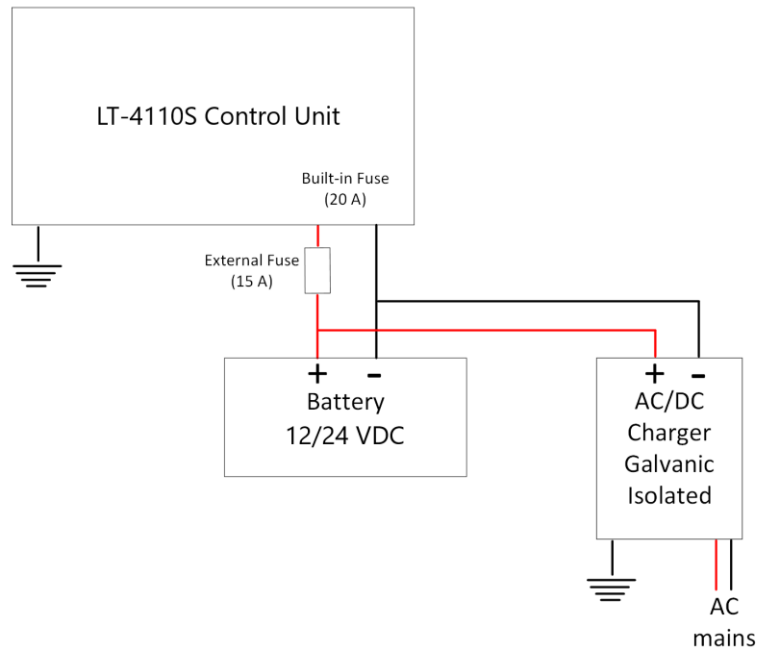 LT-4110S Control Unit
Built-in Fuse
(20 A)
External Fuse
(15 A)
+ -
Battery
12/24 VDC
+ -
AC/DC
Charger
Galvanic
Isolated
AC
mains